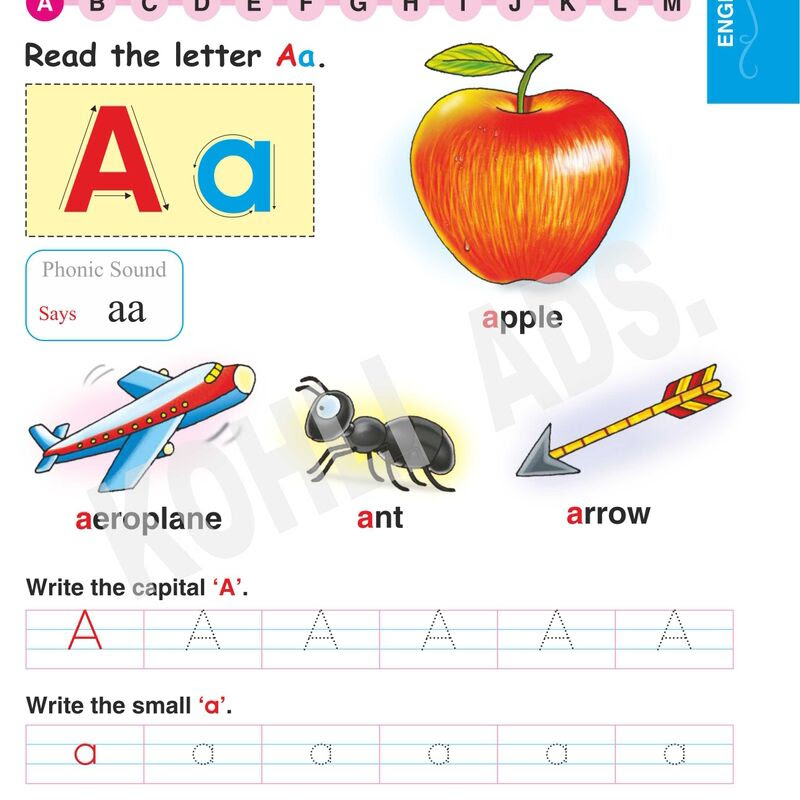 A B C D E F G H I J K L M
ENGL
Read the letter Aa.
A a
Phonic Sound
Says aa
apple
aeroplane
ant
arrow
KOHLI ADS.
Write the capital ‘A’.
A A A A A A
Write the small ‘a’.
a a a a a a